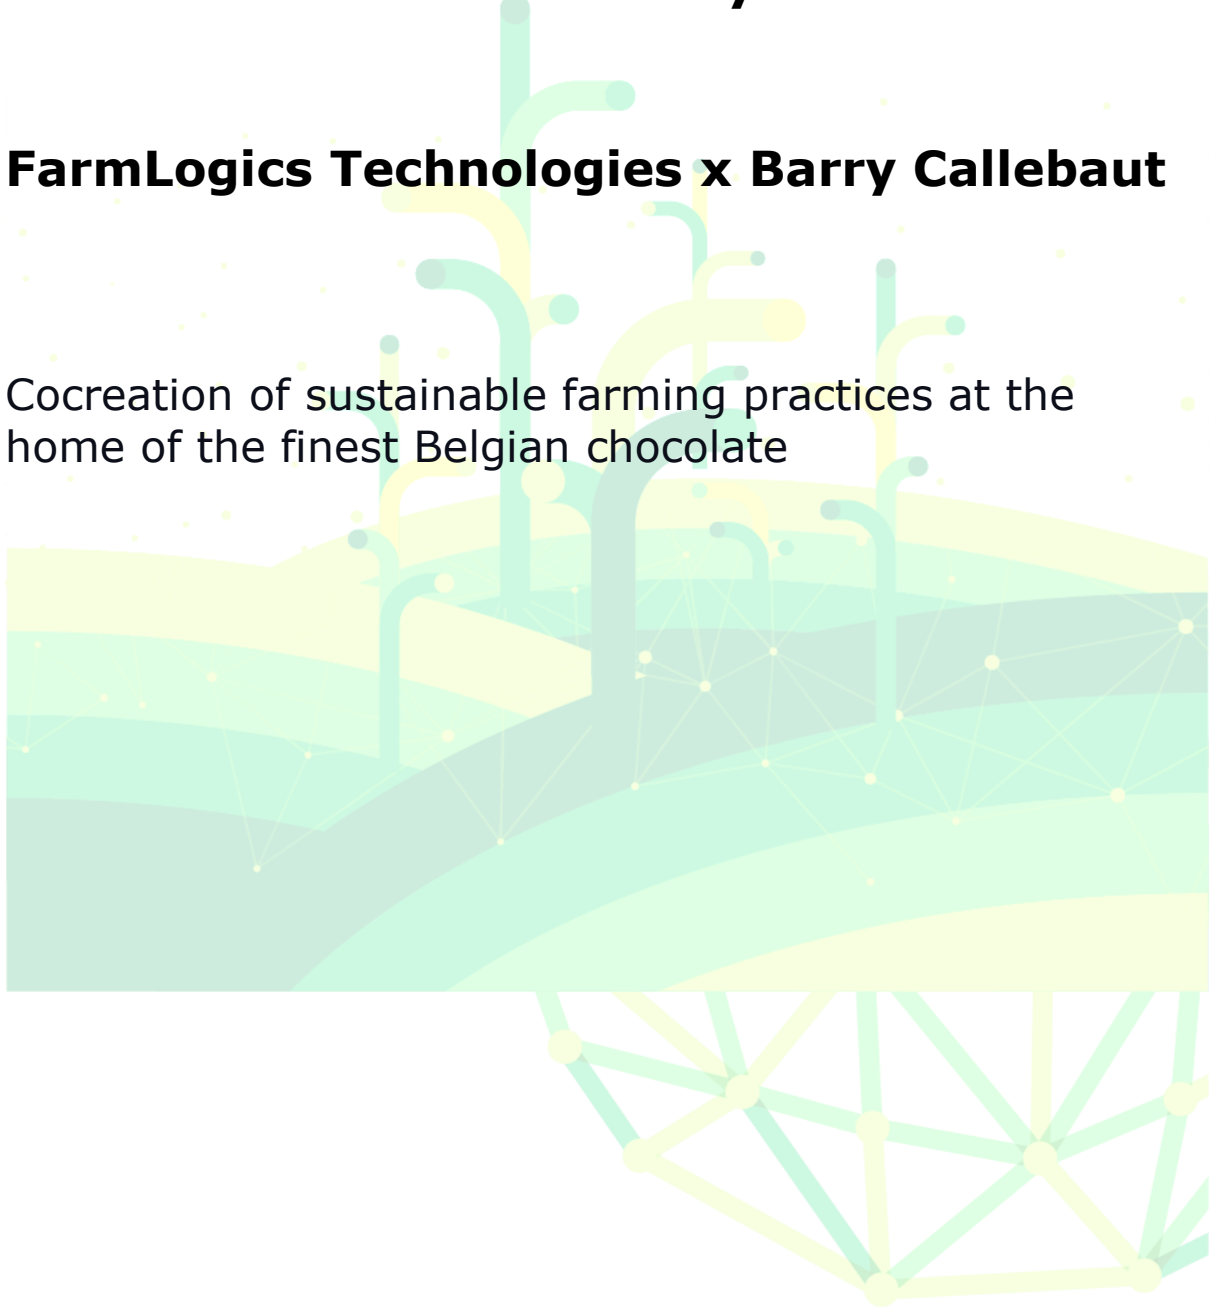 FarmLogics Technologies x Barry Callebaut
Cocreation of sustainable farming practices at the
home of the finest Belgian chocolate